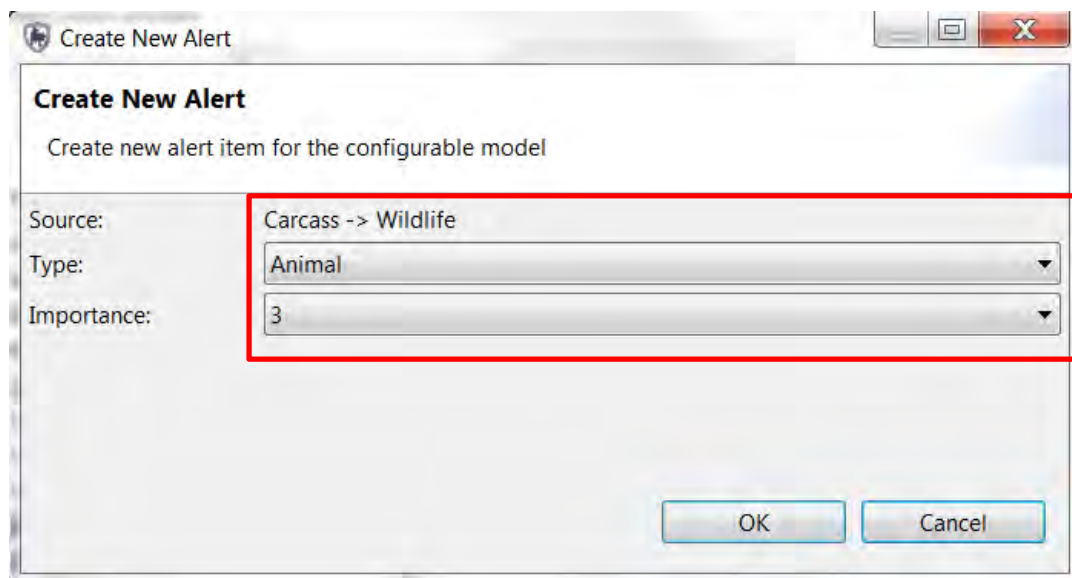 Create New Alert
Create New Alert
Create new alert item for the configurable model
Source: Carcass -> Wildlife
Type: Animal
Importance: 3
OK Cancel